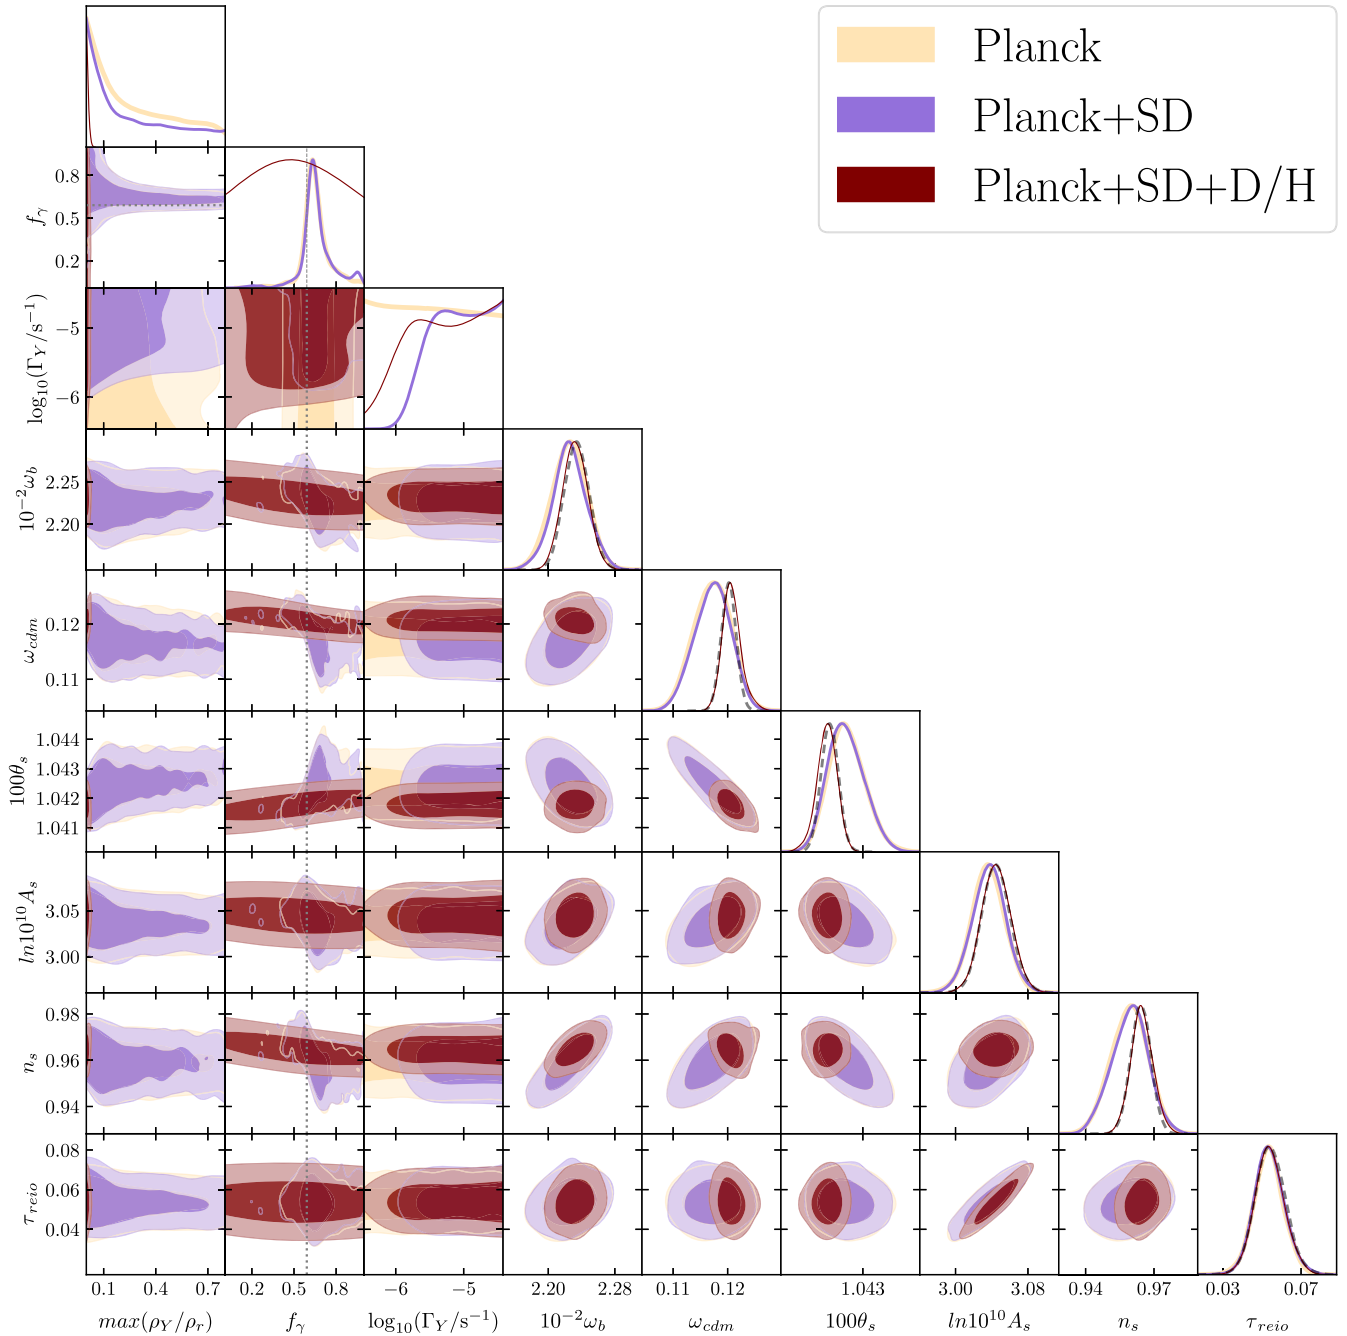 Planck
Planck+SD
Planck+SD+D/H
0.8
0.5
0.2
f_γ
−5
−6
log₁₀(Γ_Y/s⁻¹)
2.25
2.20
10⁻²ω_b
0.12
0.11
ω_cdm
1.044
1.043
1.042
1.041
100θ_s
3.05
3.00
ln10¹⁰A_s
0.98
0.96
0.94
n_s
0.08
0.06
0.04
τ_reio
0.1 0.4 0.7 0.2 0.5 0.8 −6 −5 2.20 2.28 0.11 0.12 1.043 3.00 3.08 0.94 0.97 0.03 0.07
max(ρ_Y/ρ_r) f_γ log₁₀(Γ_Y/s⁻¹) 10⁻²ω_b ω_cdm 100θ_s ln10¹⁰A_s n_s τ_reio